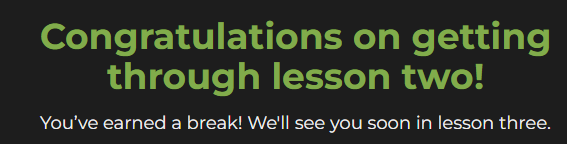 Congratulations on getting
through lesson two!
You’ve earned a break! We'll see you soon in lesson three.